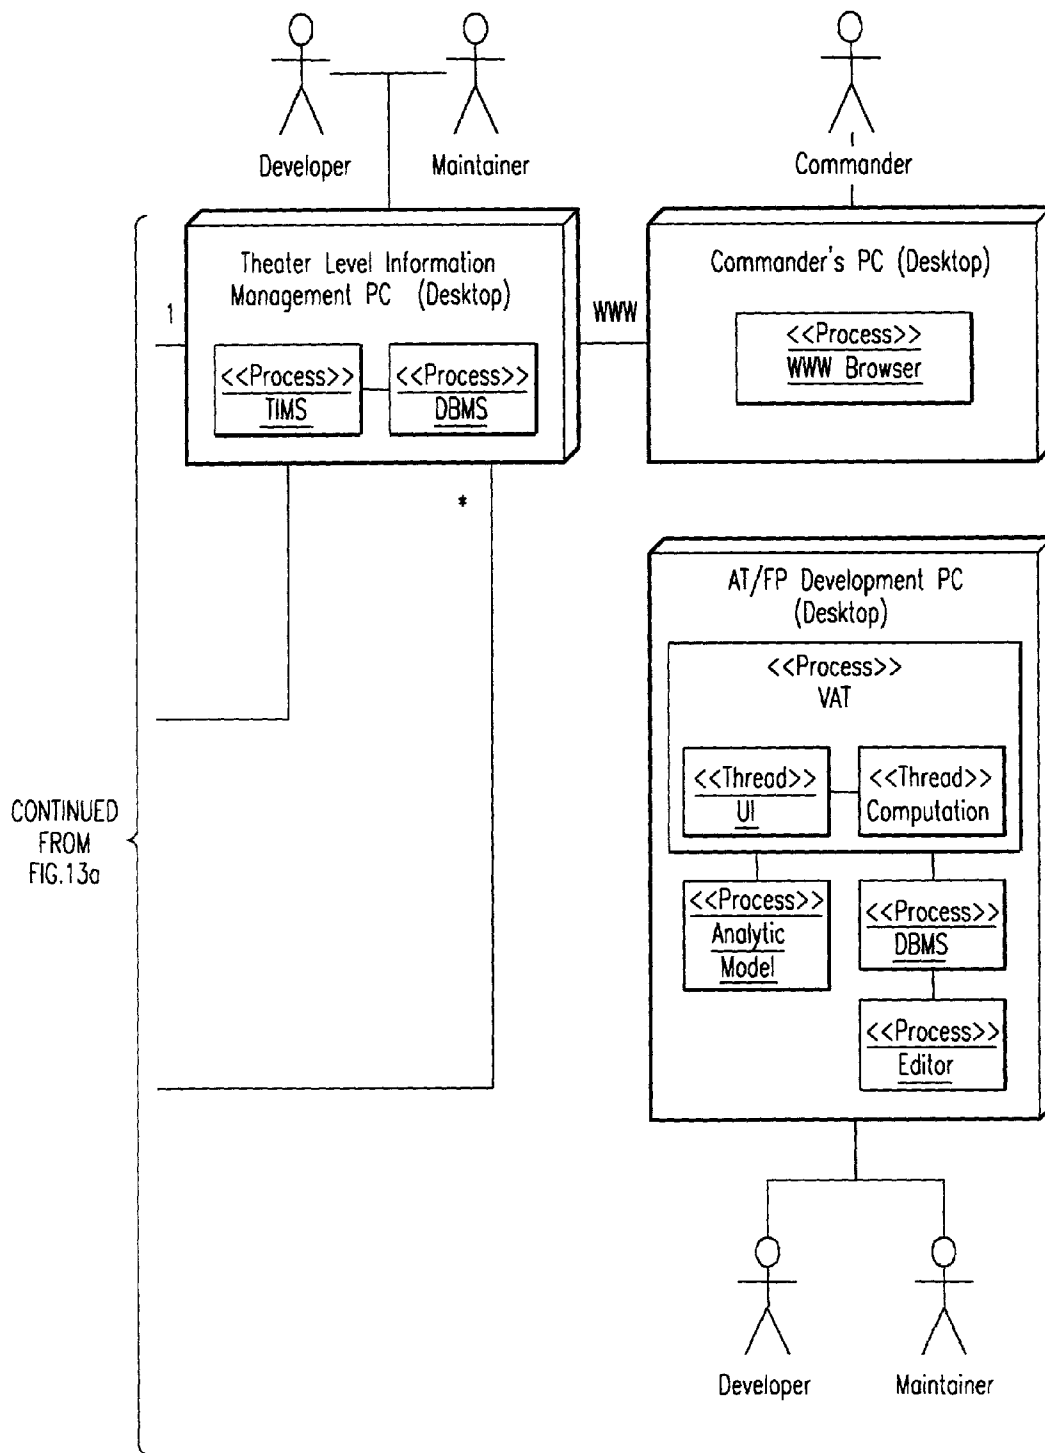 Developer
Maintainer
Commander
Theater Level Information
Management PC (Desktop)
<<Process>>
TIMS
<<Process>>
DBMS
1
WWW
*
Commander's PC (Desktop)
<<Process>>
WWW Browser
AT/FP Development PC
(Desktop)
<<Process>>
VAT
<<Thread>>
UI
<<Thread>>
Computation
<<Process>>
Analytic
Model
<<Process>>
DBMS
<<Process>>
Editor
CONTINUED
FROM
FIG.13a
Developer
Maintainer